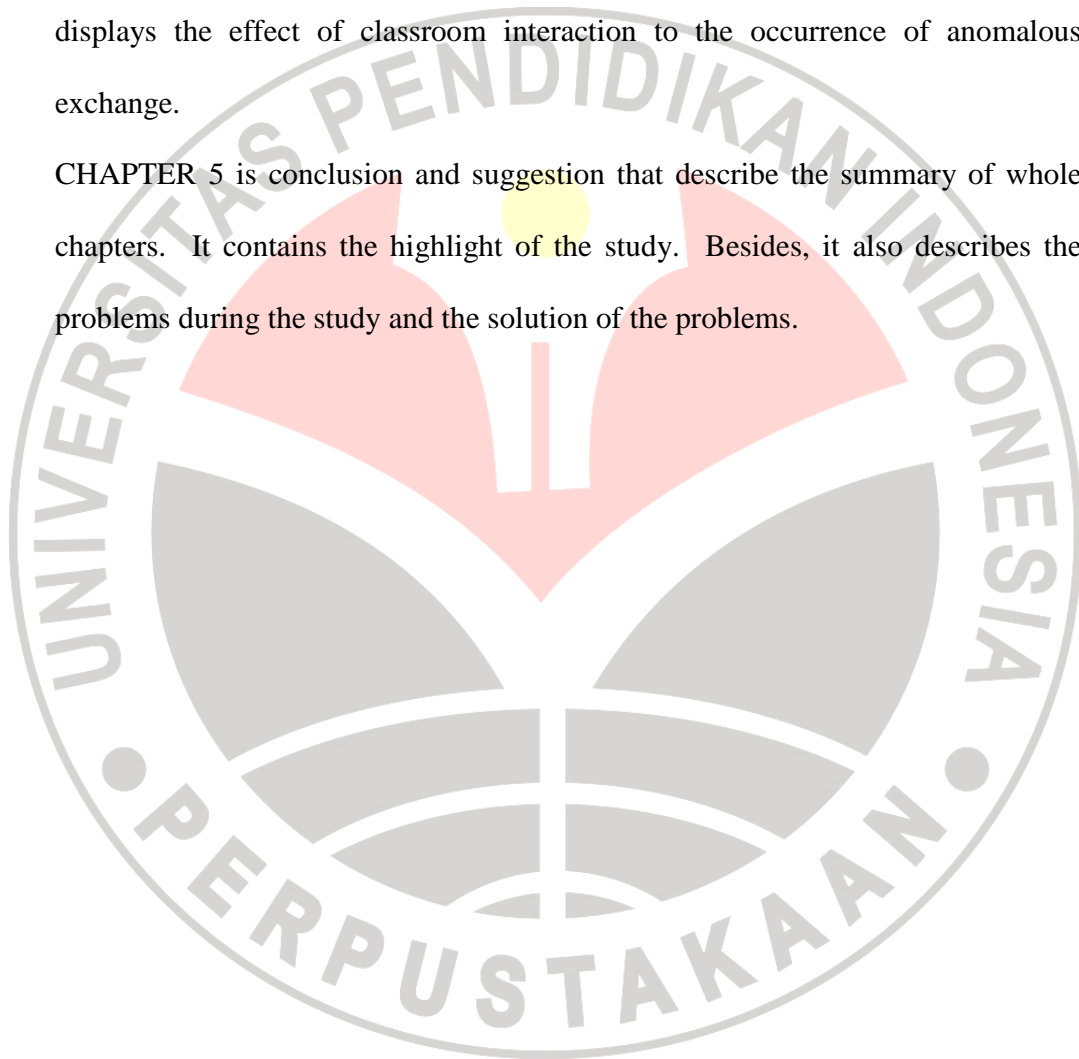 displays the effect of classroom interaction to the occurrence of anomalous
exchange.
CHAPTER 5 is conclusion and suggestion that describe the summary of whole
chapters. It contains the highlight of the study. Besides, it also describes the
problems during the study and the solution of the problems.
UNIVERSITAS PENDIDIKAN INDONESIA
PERPUSTAKAAN